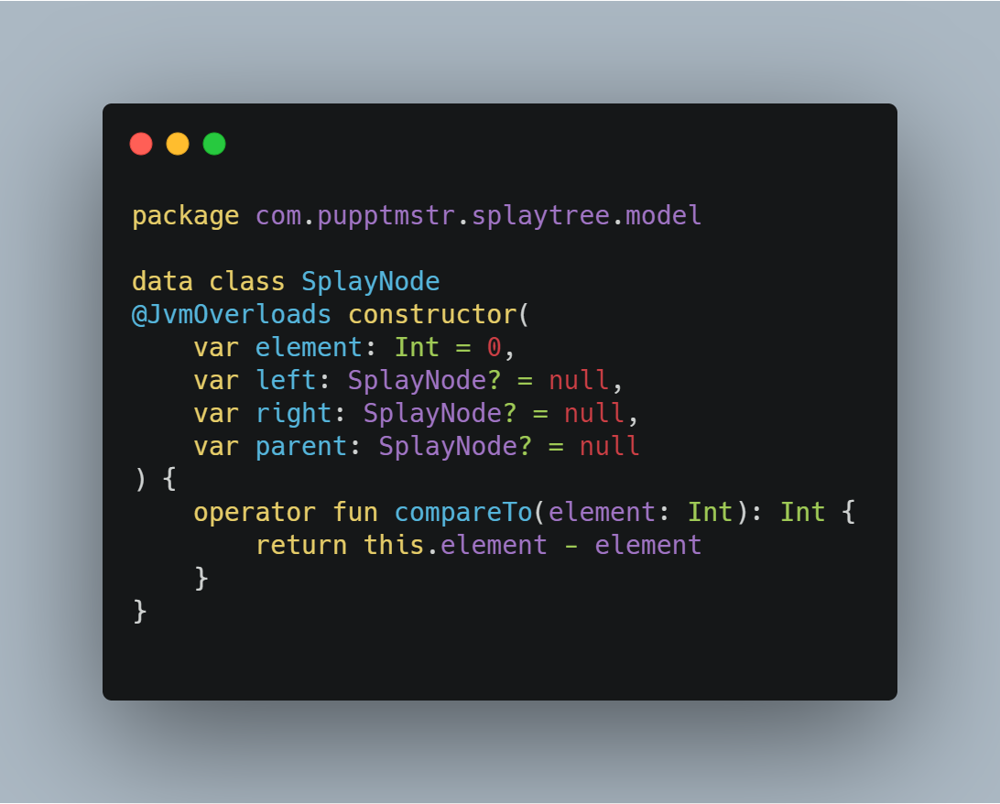 package com.pupptmstr.splaytree.model

data class SplayNode
@JvmOverloads constructor(
    var element: Int = 0,
    var left: SplayNode? = null,
    var right: SplayNode? = null,
    var parent: SplayNode? = null
) {
    operator fun compareTo(element: Int): Int {
        return this.element - element
    }
}